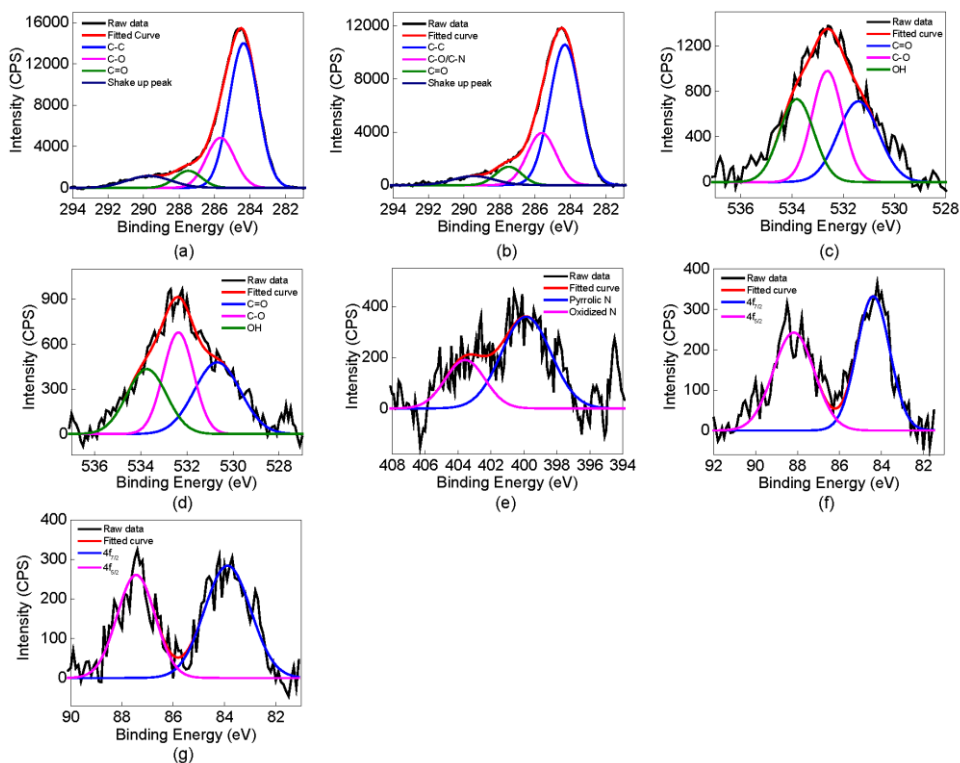 16000
12000
8000
4000
0
Intensity (CPS)
Raw data
Fitted Curve
C-C
C-O
C=O
Shake up peak
294 292 290 288 286 284 282
Binding Energy (eV)
(a)
12000
8000
4000
0
Intensity (CPS)
Raw data
Fitted curve
C-C
C-O/C-N
C=O
Shake up peak
294 292 290 288 286 284 282
Binding Energy (eV)
(b)
1200
800
400
0
Intensity (CPS)
Raw data
Fitted curve
C=O
C-O
OH
536 534 532 530 528
Binding Energy (eV)
(c)
900
600
300
0
Intensity (CPS)
Raw data
Fitted curve
C=O
C-O
OH
536 534 532 530 528
Binding Energy (eV)
(d)
400
200
0
Intensity (CPS)
Raw data
Fitted curve
Pyrrolic N
Oxidized N
408 406 404 402 400 398 396 394
Binding Energy (eV)
(e)
400
300
200
100
0
Intensity (CPS)
Raw data
Fitted curve
4f7/2
4f5/2
92 90 88 86 84 82
Binding Energy (eV)
(f)
400
300
200
100
0
Intensity (CPS)
Raw data
Fitted curve
4f7/2
4f5/2
90 88 86 84 82
Binding Energy (eV)
(g)